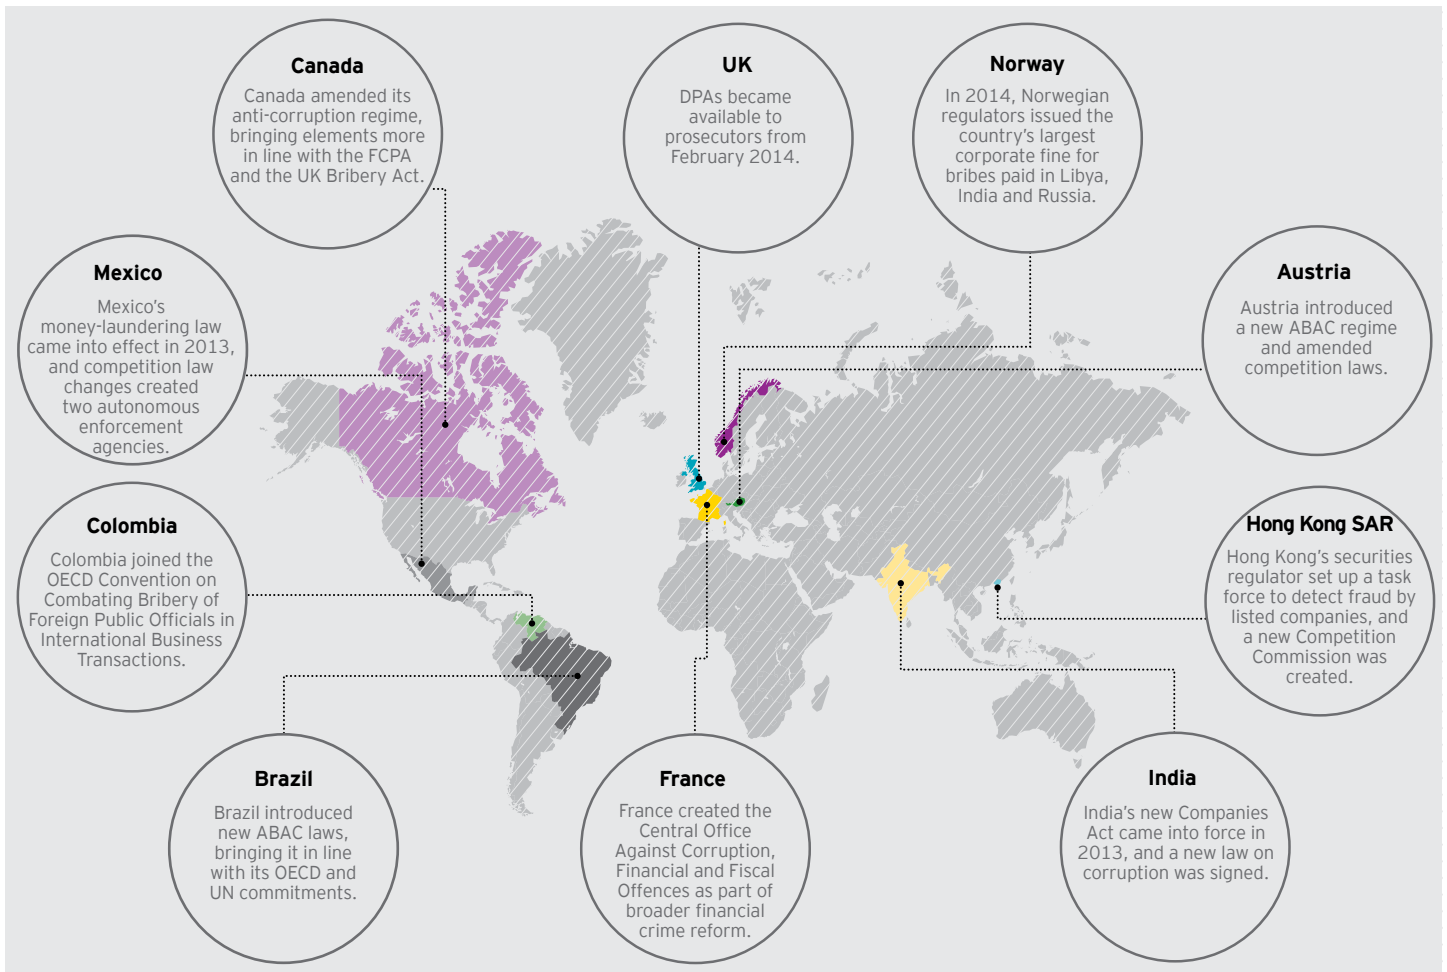 Canada
Canada amended its
anti-corruption regime,
bringing elements more
in line with the FCPA
and the UK Bribery Act.
UK
DPAs became
available to
prosecutors from
February 2014.
Norway
In 2014, Norwegian
regulators issued the
country's largest
corporate fine for
bribes paid in Libya,
India and Russia.
Mexico
Mexico's
money-laundering law
came into effect in 2013,
and competition law
changes created
two autonomous
enforcement
agencies.
Austria
Austria introduced
a new ABAC regime
and amended
competition laws.
Colombia
Colombia joined the
OECD Convention on
Combating Bribery of
Foreign Public Officials in
International Business
Transactions.
Hong Kong SAR
Hong Kong's securities
regulator set up a task
force to detect fraud by
listed companies, and
a new Competition
Commission was
created.
Brazil
Brazil introduced
new ABAC laws,
bringing it in line
with its OECD and
UN commitments.
France
France created the
Central Office
Against Corruption,
Financial and Fiscal
Offences as part of
broader financial
crime reform.
India
India's new Companies
Act came into force in
2013, and a new law on
corruption was signed.